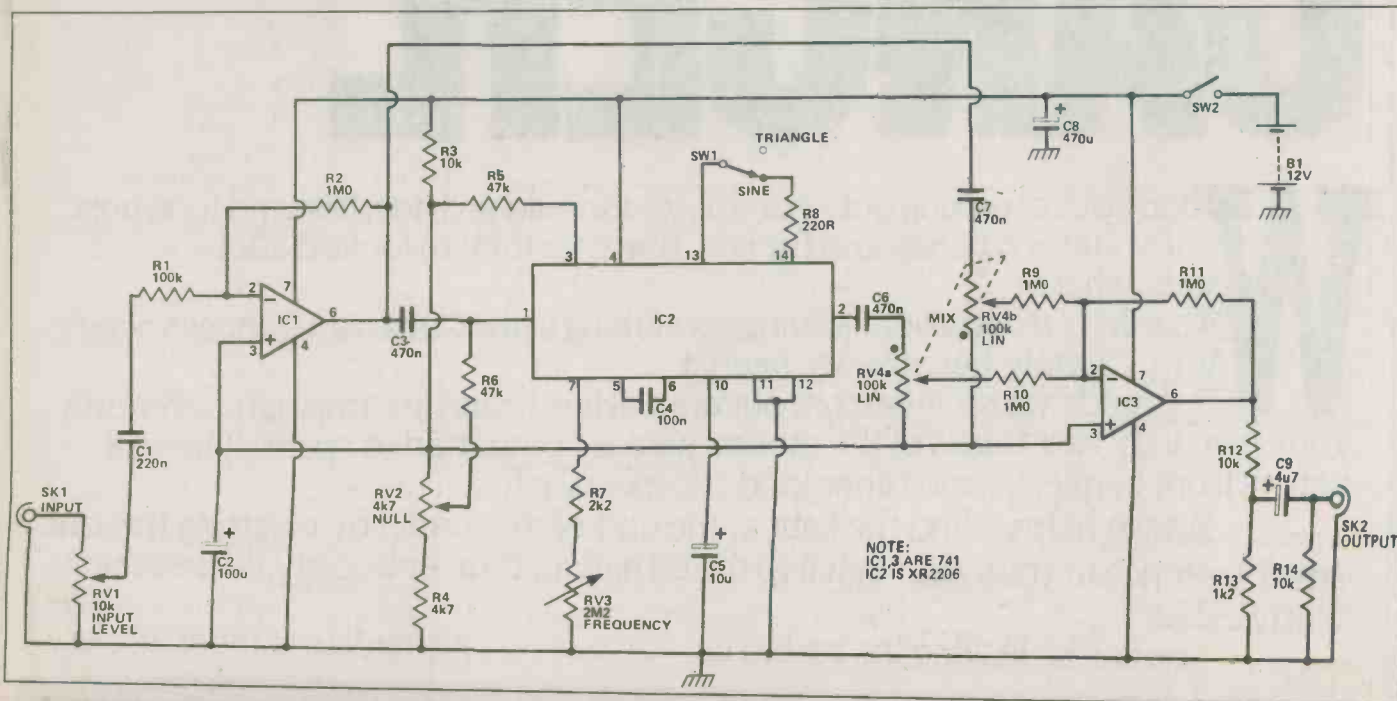 R1
100k
R2
1M0
R3
10k
R5
47k
SW1
TRIANGLE
SINE
R8
220R
C8
470u
+
SW2
B1
12V
C7
470n
2
−
3
+
7
4
6
IC1
C3
470n
R6
47k
1
3
4
13
14
IC2
2
7
5
6
10
11
12
C4
100n
C6
470n
MIX
RV4b
100k
LIN
RV4a
100k
LIN
R9
1M0
R10
1M0
R11
1M0
2
−
3
+
7
4
6
IC3
C1
220n
SK1
INPUT
RV1
10k
INPUT
LEVEL
C2
100u
+
RV2
4k7
NULL
R4
4k7
R7
2k2
RV3
2M2
FREQUENCY
+
C5
10u
NOTE:
IC1,3 ARE 741
IC2 IS XR2206
R12
10k
C9
4u7
+
R13
1k2
R14
10k
SK2
OUTPUT